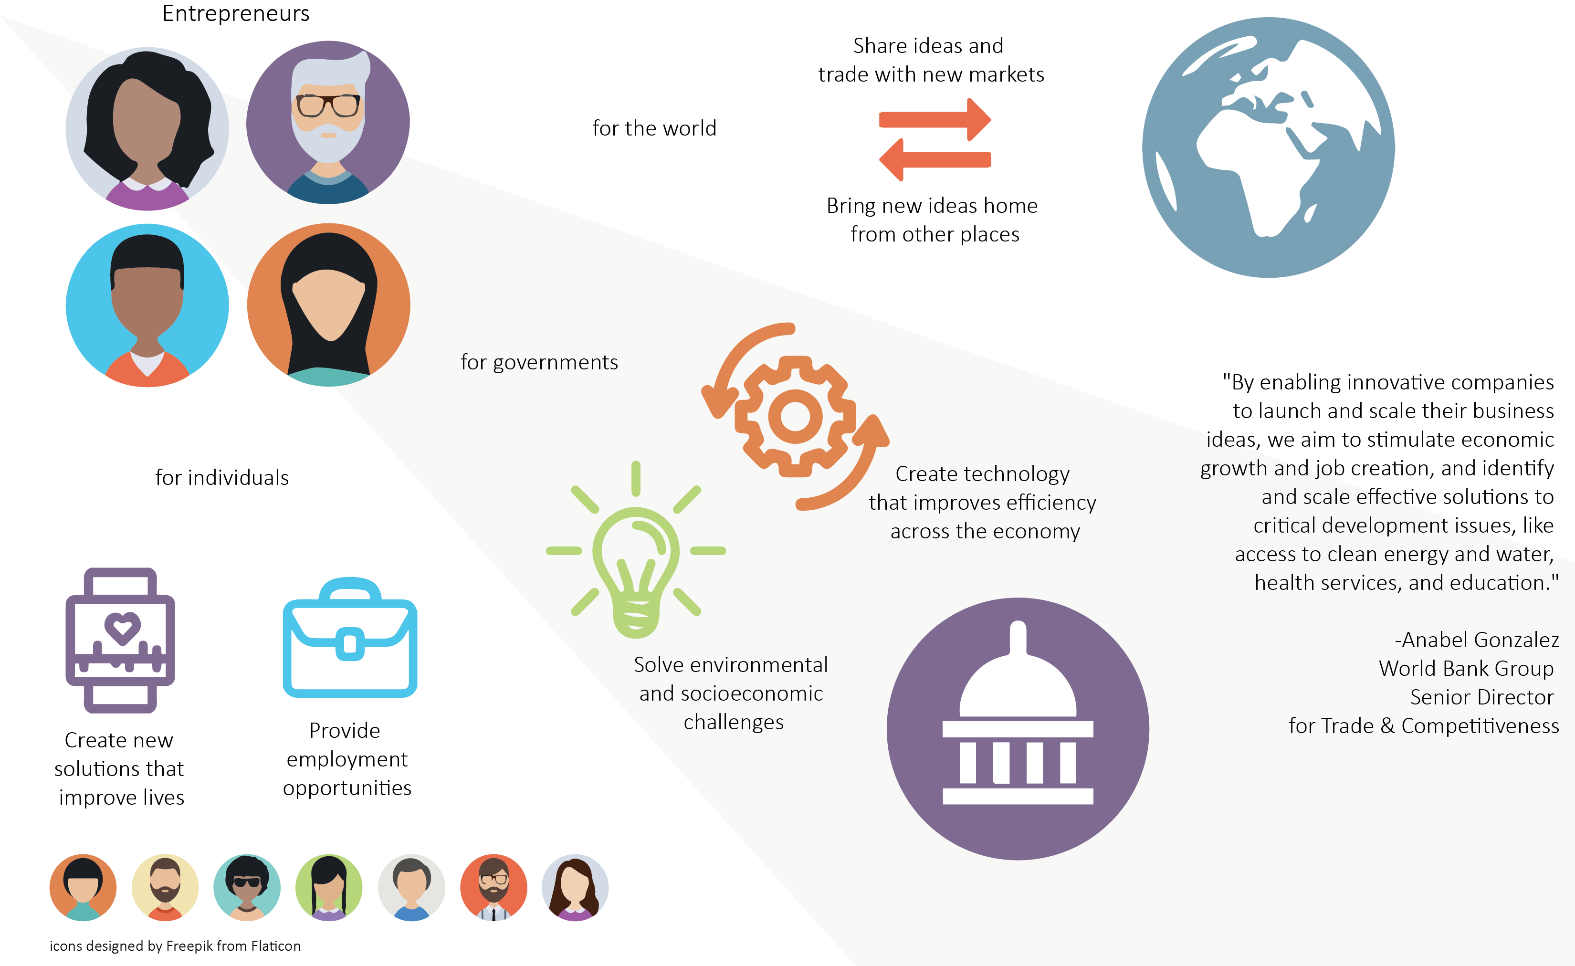 Entrepreneurs
for the world
Share ideas and
trade with new markets
Bring new ideas home
from other places
for governments
Create technology
that improves efficiency
across the economy
Solve environmental
and socioeconomic
challenges
for individuals
Create new
solutions that
improve lives
Provide
employment
opportunities
"By enabling innovative companies
to launch and scale their business
ideas, we aim to stimulate economic
growth and job creation, and identify
and scale effective solutions to
critical development issues, like
access to clean energy and water,
health services, and education."
-Anabel Gonzalez
World Bank Group
Senior Director
for Trade & Competitiveness
icons designed by Freepik from Flaticon